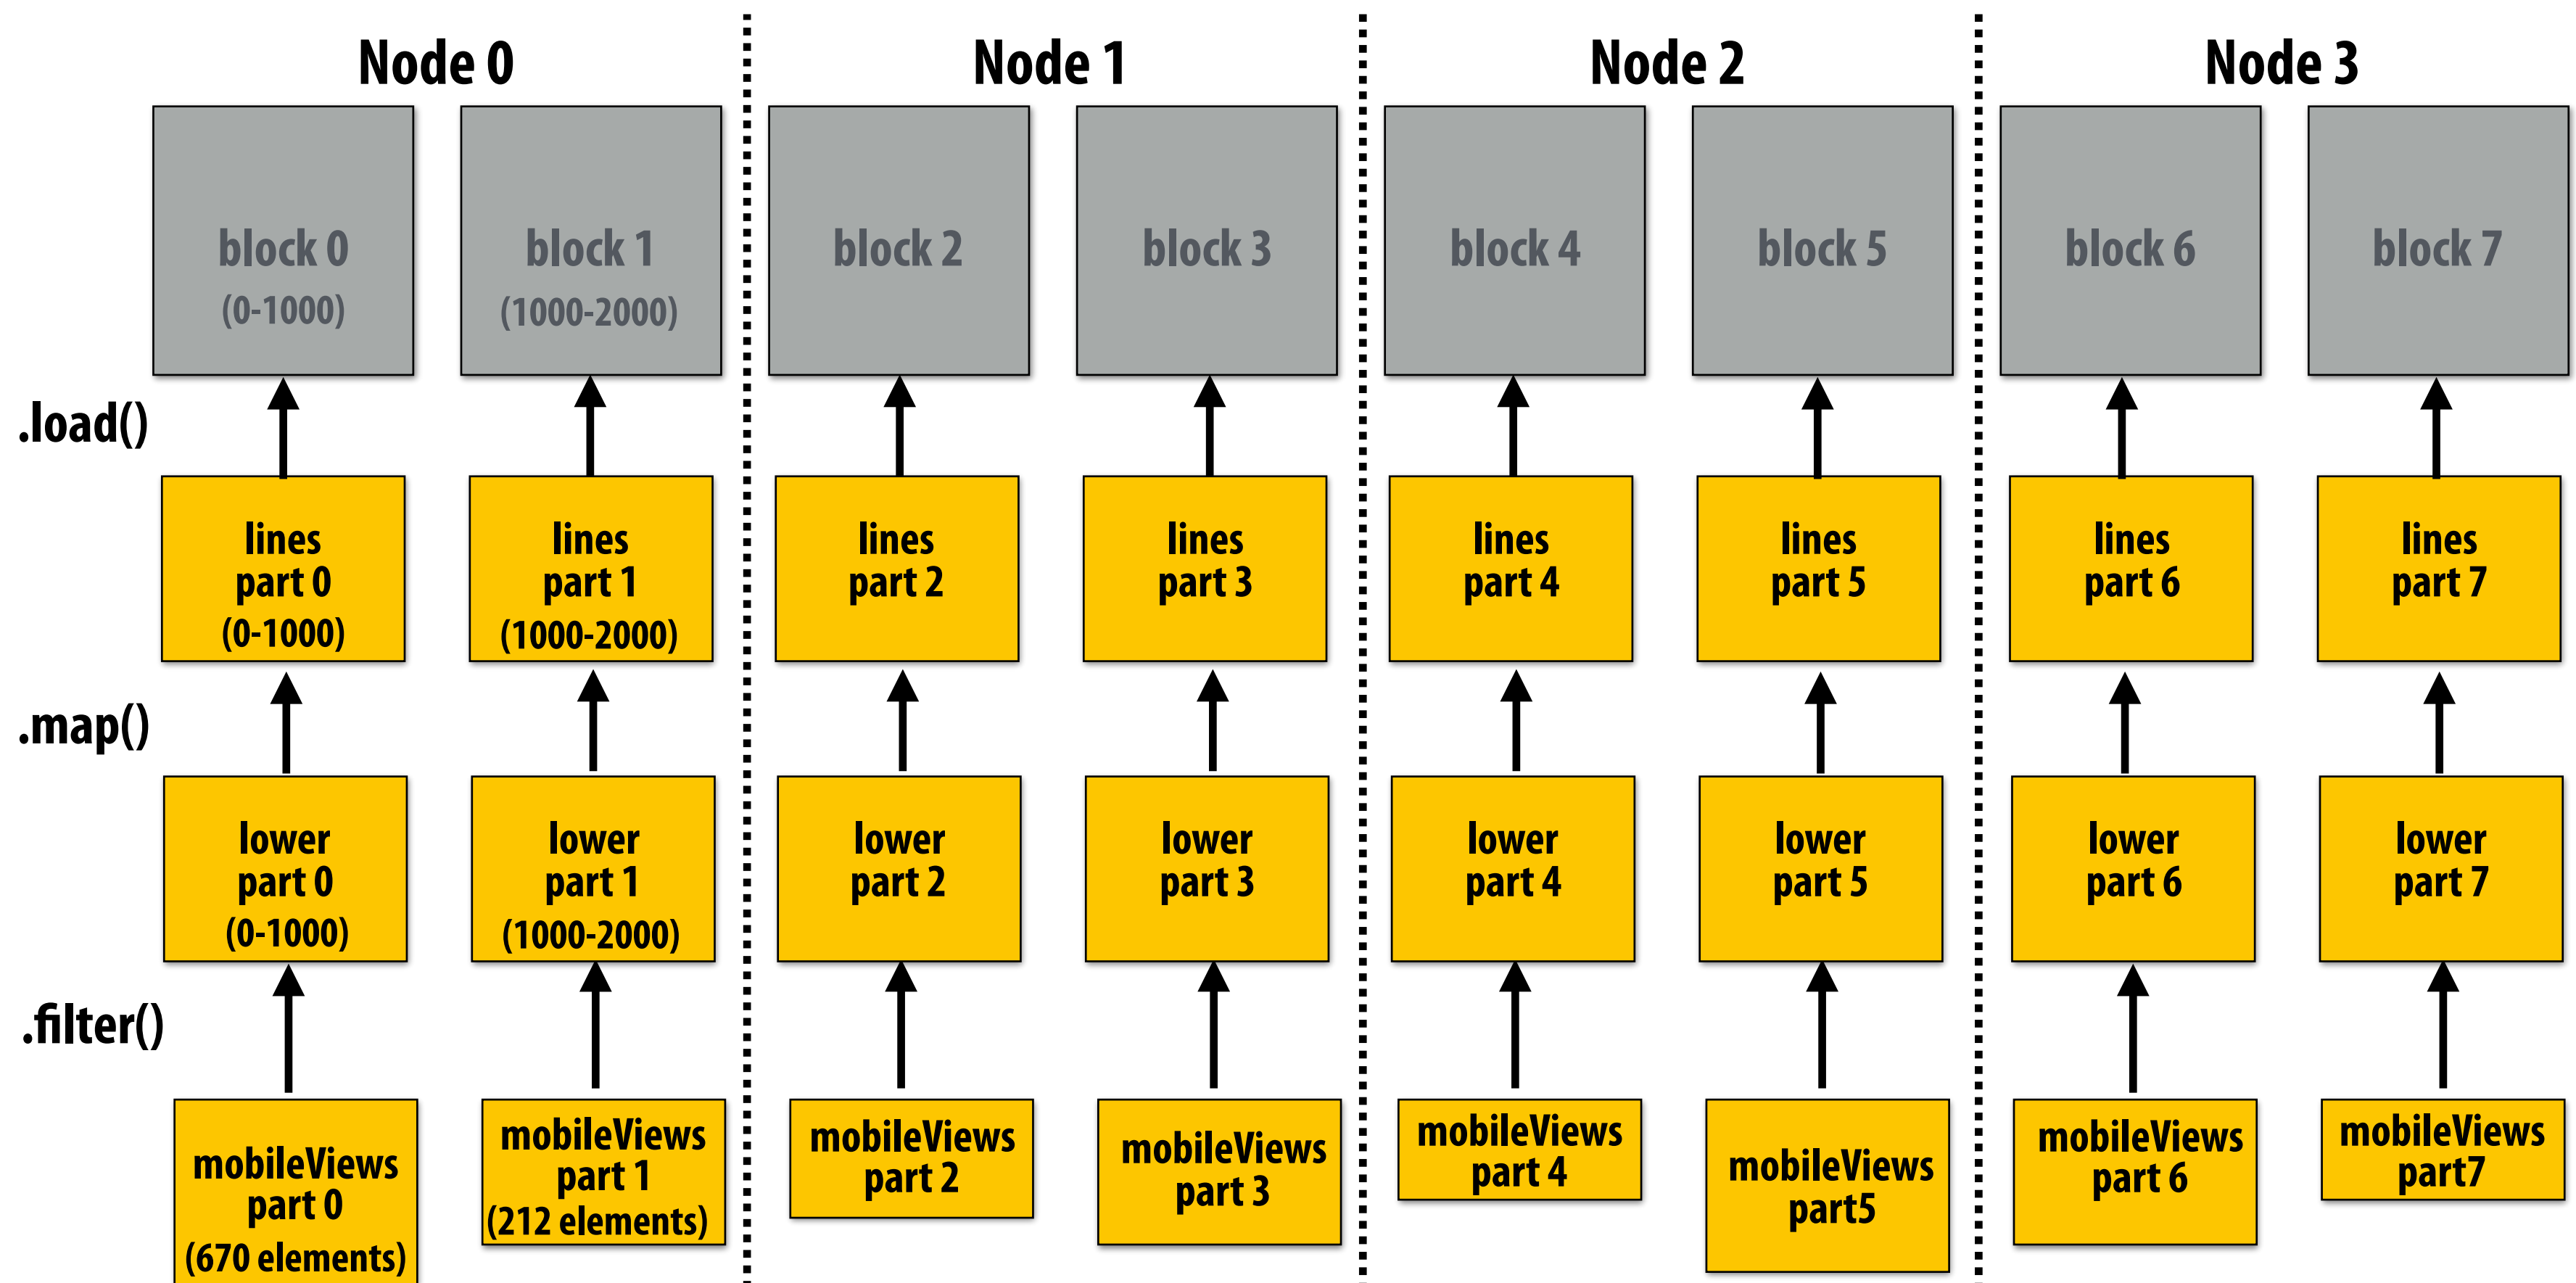 Node 0
Node 1
Node 2
Node 3
block 0
(0-1000)
block 1
(1000-2000)
block 2
block 3
block 4
block 5
block 6
block 7
.load()
lines
part 0
(0-1000)
lines
part 1
(1000-2000)
lines
part 2
lines
part 3
lines
part 4
lines
part 5
lines
part 6
lines
part 7
.map()
lower
part 0
(0-1000)
lower
part 1
(1000-2000)
lower
part 2
lower
part 3
lower
part 4
lower
part 5
lower
part 6
lower
part 7
.filter()
mobileViews
part 0
(670 elements)
mobileViews
part 1
(212 elements)
mobileViews
part 2
mobileViews
part 3
mobileViews
part 4
mobileViews
part5
mobileViews
part 6
mobileViews
part7